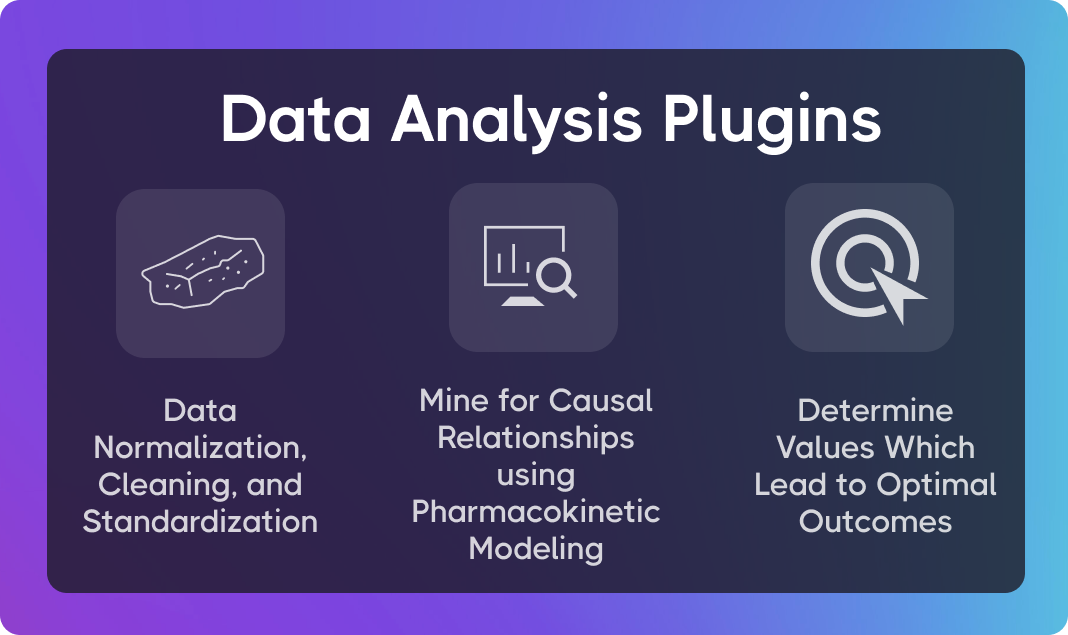 Data Analysis Plugins
Data
Normalization,
Cleaning, and
Standardization
Mine for Causal
Relationships
using
Pharmacokinetic
Modeling
Determine
Values Which
Lead to Optimal
Outcomes